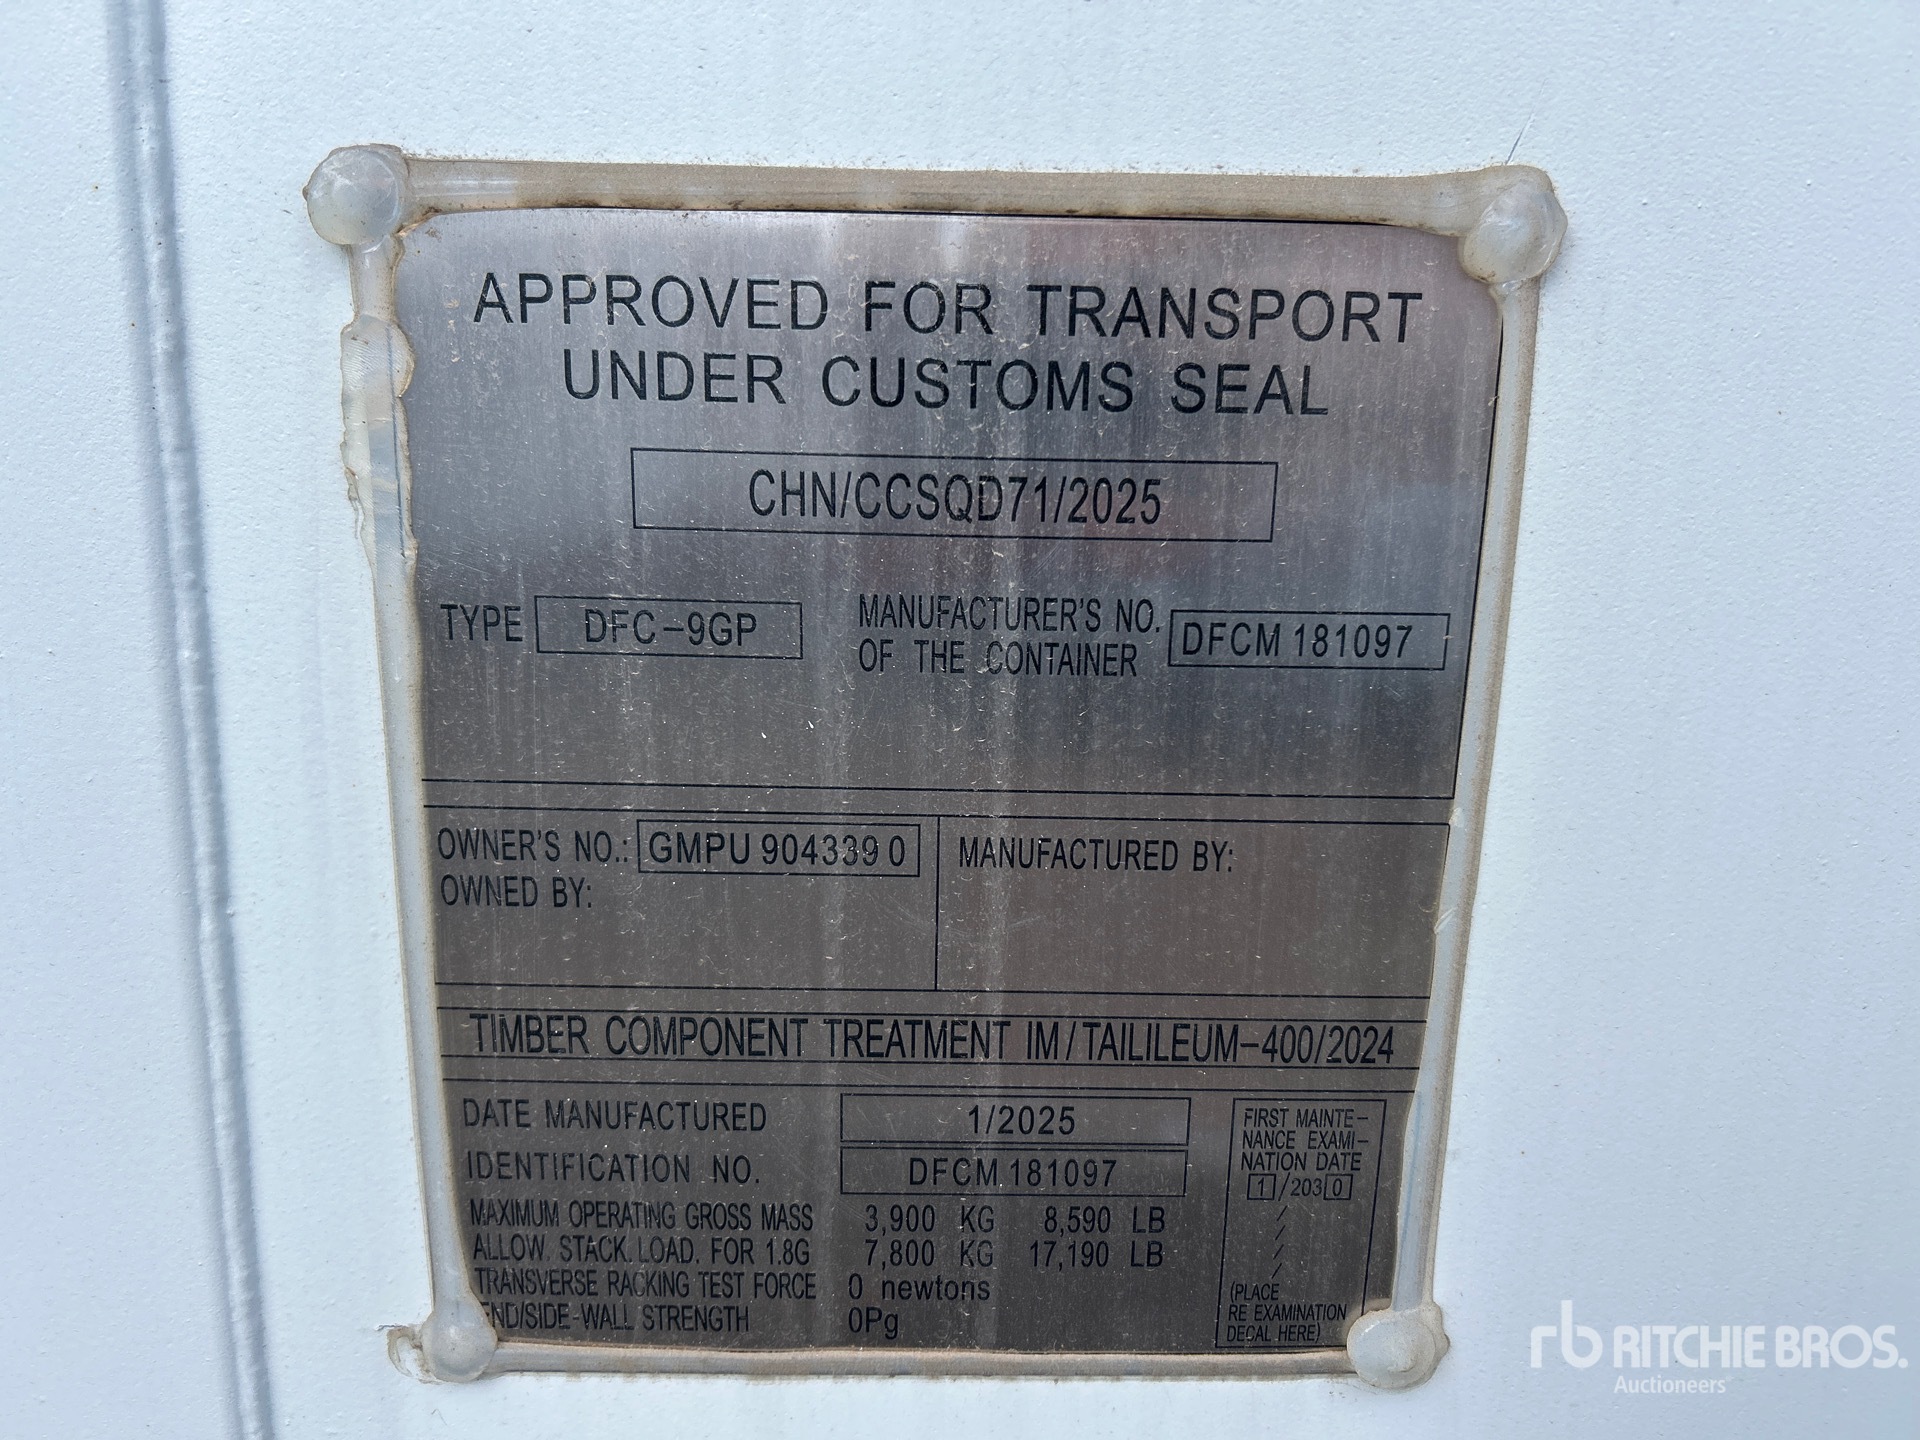 APPROVED FOR TRANSPORT
UNDER CUSTOMS SEAL
CHN/CCSQD71/2025
TYPE DFC-9GP
MANUFACTURER'S NO.
OF THE CONTAINER
DFCM 181097
OWNER'S NO.: GMPU 904339 0
OWNED BY:
MANUFACTURED BY:
TIMBER COMPONENT TREATMENT IM/TAILILEUM-400/2024
DATE MANUFACTURED 1/2025
IDENTIFICATION NO. DFCM 181097
MAXIMUM OPERATING GROSS MASS 3,900 KG 8,590 LB
ALLOW. STACK. LOAD. FOR 1.8G 7,800 KG 17,190 LB
TRANSVERSE RACKING TEST FORCE 0 newtons
END/SIDE-WALL STRENGTH 0Pg
FIRST MAINTE-
NANCE EXAMI-
NATION DATE
1/2030
/
/
/
/
(PLACE
RE EXAMINATION
DECAL HERE)
rb RITCHIE BROS.
Auctioneers